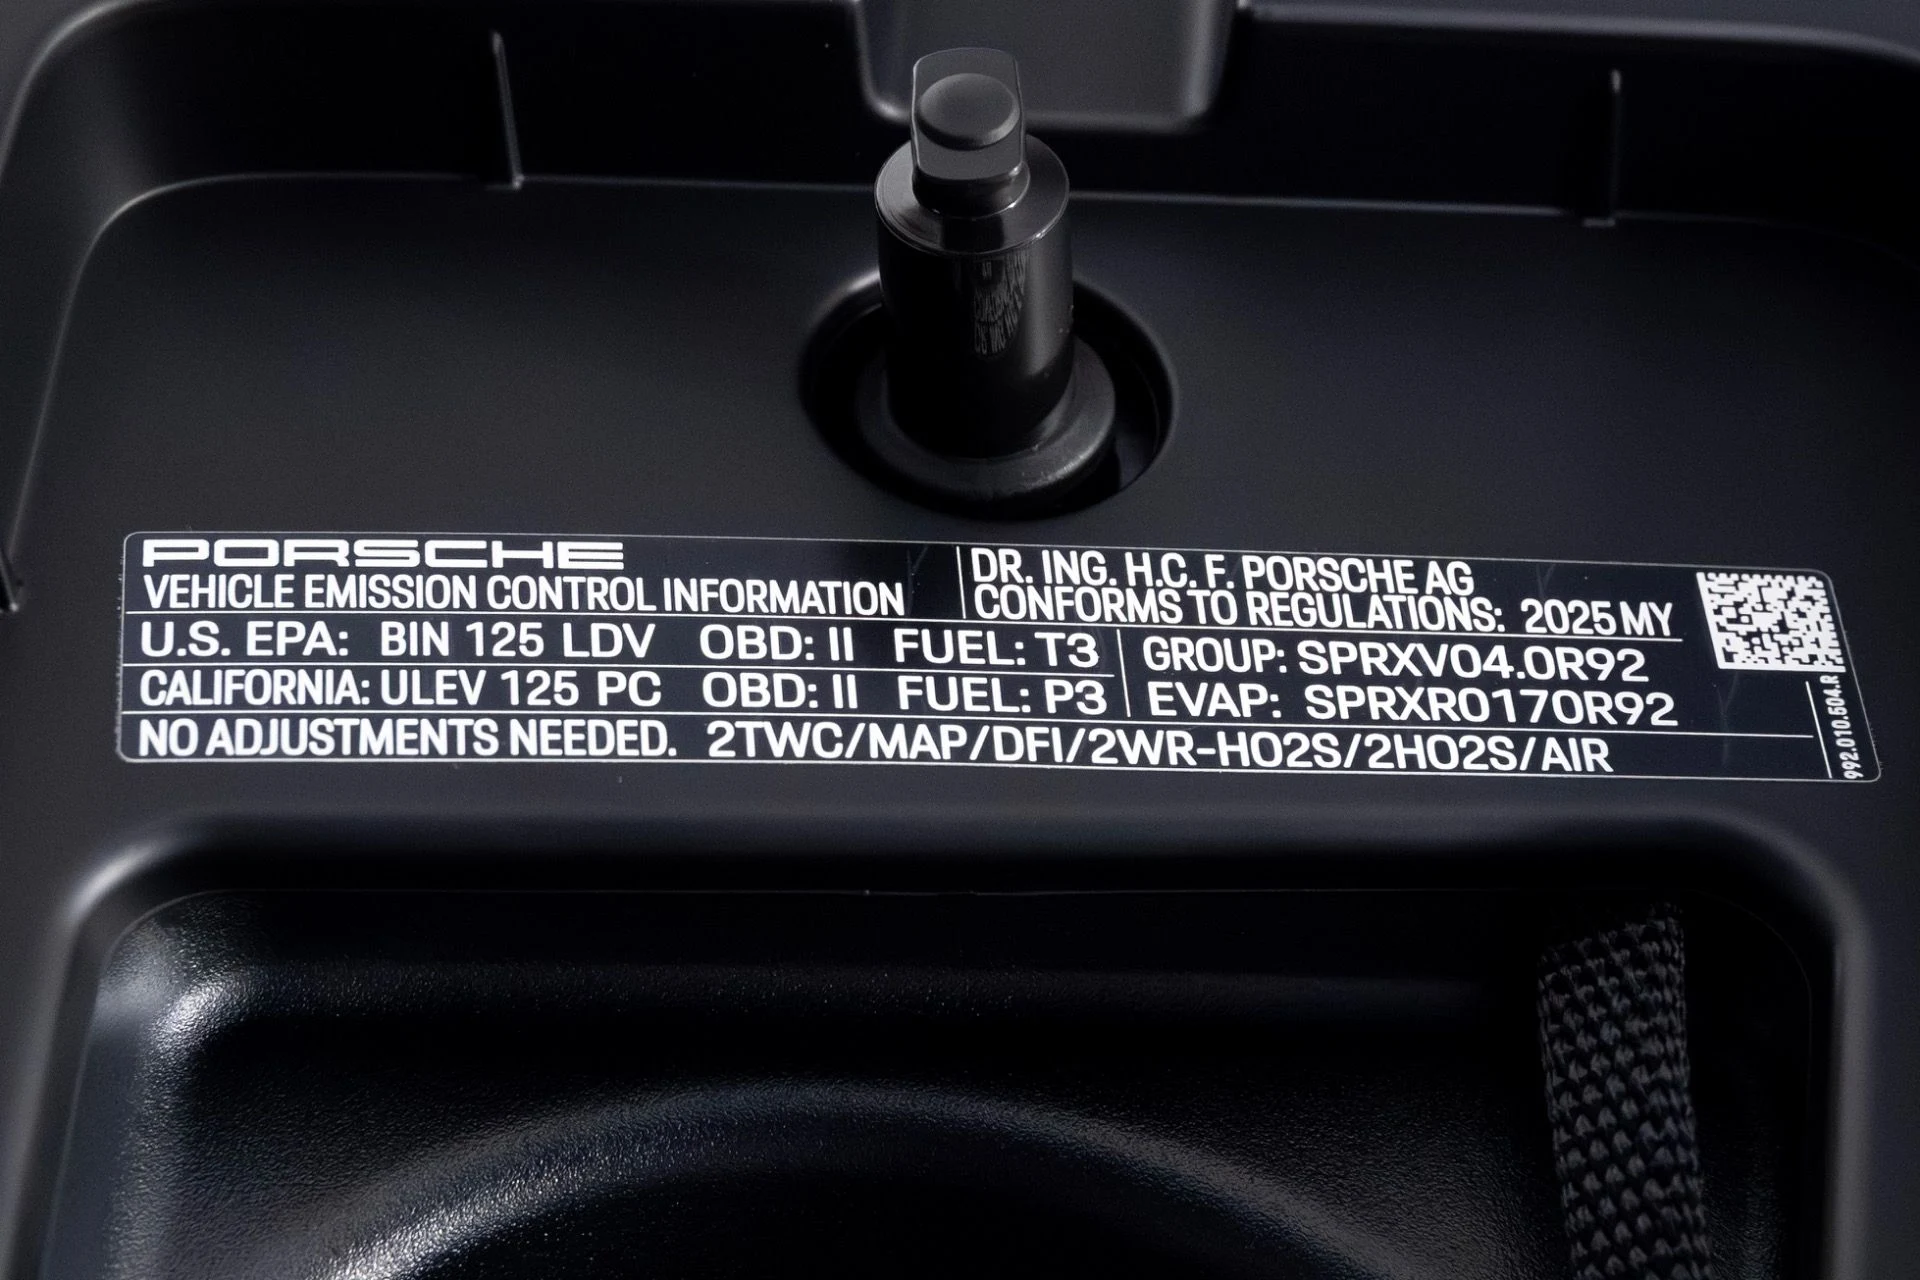 PORSCHE
VEHICLE EMISSION CONTROL INFORMATION
DR. ING. H.C. F. PORSCHE AG
CONFORMS TO REGULATIONS: 2025 MY
U.S. EPA: BIN 125 LDV OBD: II FUEL: T3
CALIFORNIA: ULEV 125 PC OBD: II FUEL: P3
GROUP: SPRXV04.0R92
EVAP: SPRXR0170R92
NO ADJUSTMENTS NEEDED. 2TWC/MAP/DFI/2WR-HO2S/2HO2S/AIR
992.010.504.R